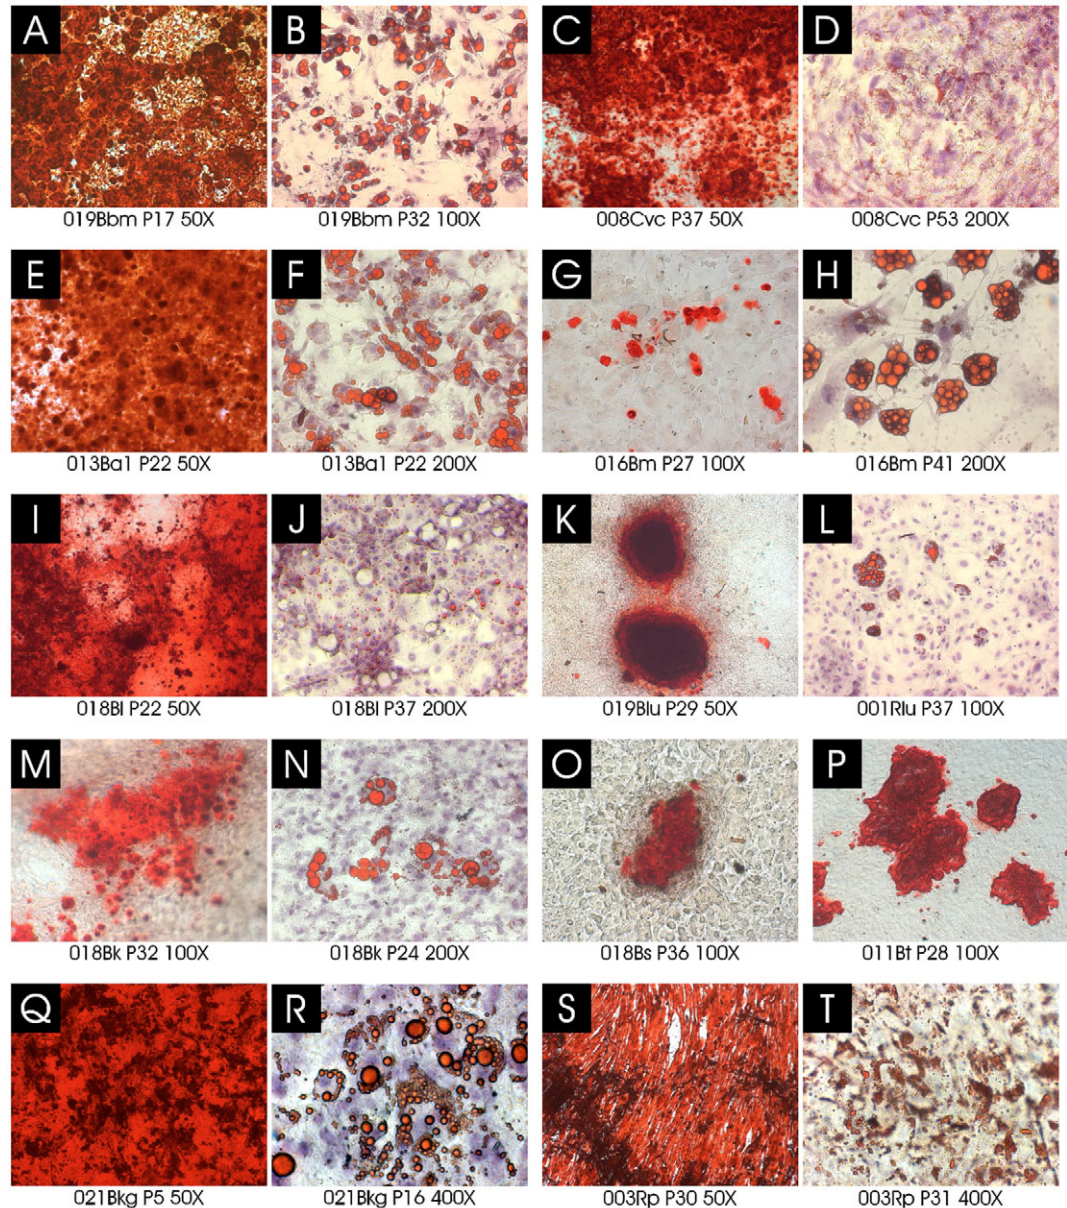 A B C D
019Bbm P17 50X 019Bbm P32 100X 008Cvc P37 50X 008Cvc P53 200X
E F G H
013Ba1 P22 50X 013Ba1 P22 200X 016Bm P27 100X 016Bm P41 200X
I J K L
018Bl P22 50X 018Bl P37 200X 019Blu P29 50X 001Rlu P37 100X
M N O P
018Bk P32 100X 018Bk P24 200X 018Bs P36 100X 011Bt P28 100X
Q R S T
021Bkg P5 50X 021Bkg P16 400X 003Rp P30 50X 003Rp P31 400X